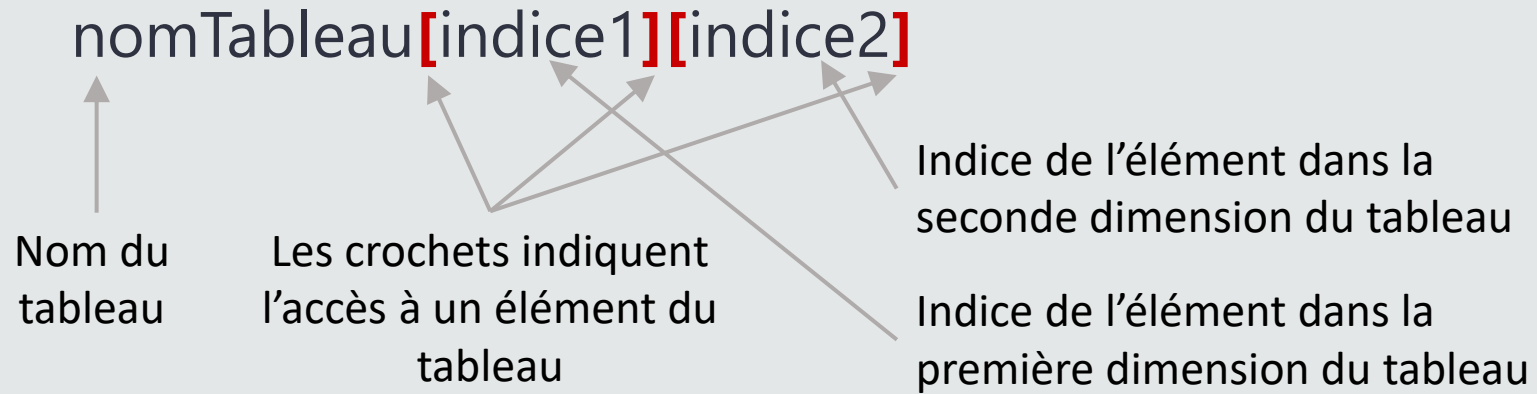 nomTableau[indice1][indice2]
Nom du
tableau
Les crochets indiquent
l’accès à un élément du
tableau
Indice de l’élément dans la
seconde dimension du tableau
Indice de l’élément dans la
première dimension du tableau